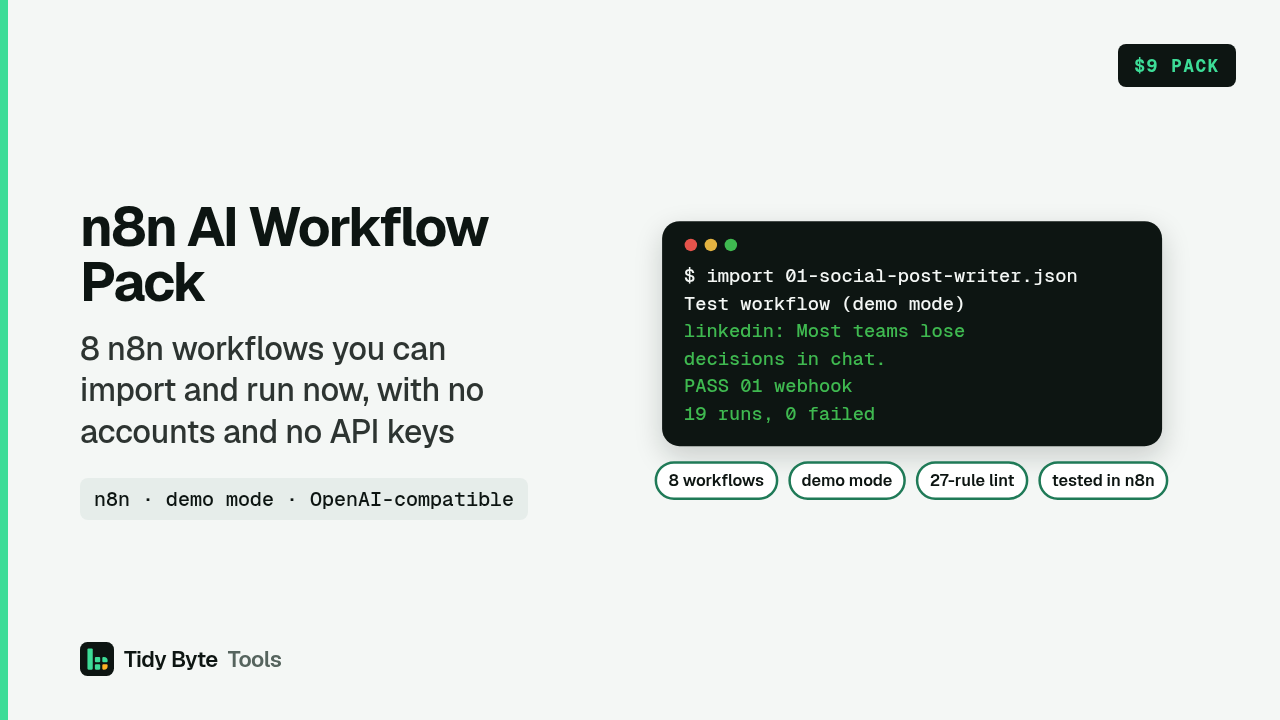 $9 PACK
n8n AI Workflow
Pack
8 n8n workflows you can
import and run now, with no
accounts and no API keys
n8n · demo mode · OpenAI-compatible
$ import 01-social-post-writer.json
Test workflow (demo mode)
linkedin: Most teams lose
decisions in chat.
PASS 01 webhook
19 runs, 0 failed
8 workflows
demo mode
27-rule lint
tested in n8n
Tidy Byte Tools